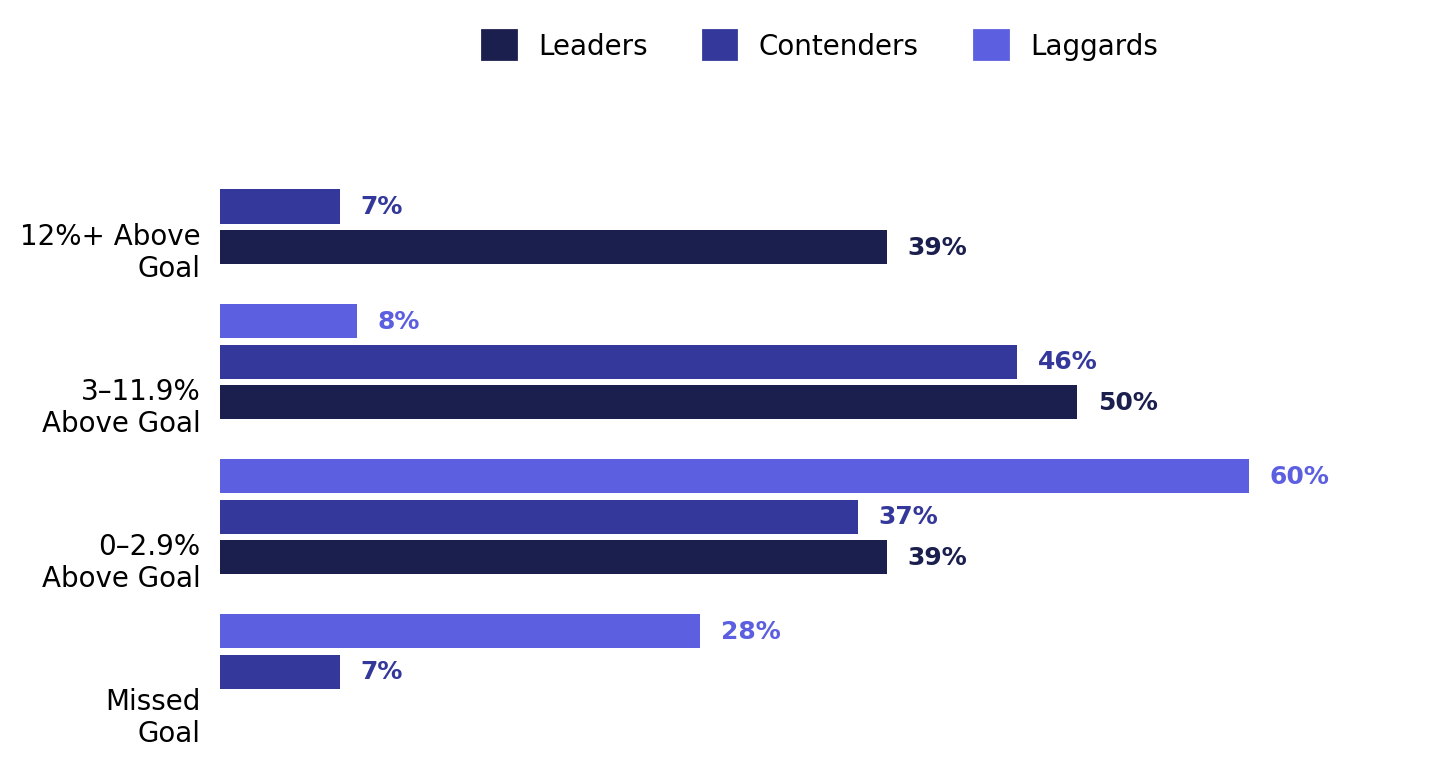 Leaders Contenders Laggards
7%
12%+ Above
Goal
39%
8%
46%
3–11.9%
Above Goal
50%
60%
37%
0–2.9%
Above Goal
39%
28%
7%
Missed
Goal